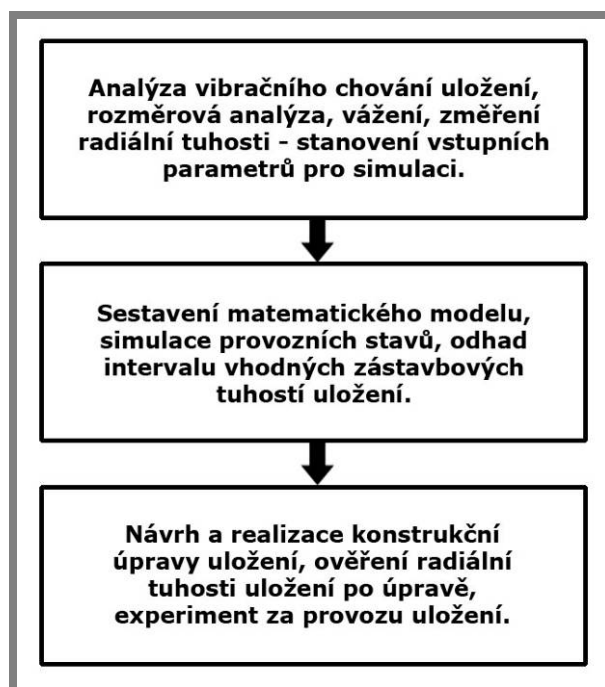 Analýza vibračního chování uložení,
rozměrová analýza, vážení, změření
radiální tuhosti - stanovení vstupních
parametrů pro simulaci.
Sestavení matematického modelu,
simulace provozních stavů, odhad
intervalu vhodných zástavbových
tuhostí uložení.
Návrh a realizace konstrukční
úpravy uložení, ověření radiální
tuhosti uložení po úpravě,
experiment za provozu uložení.